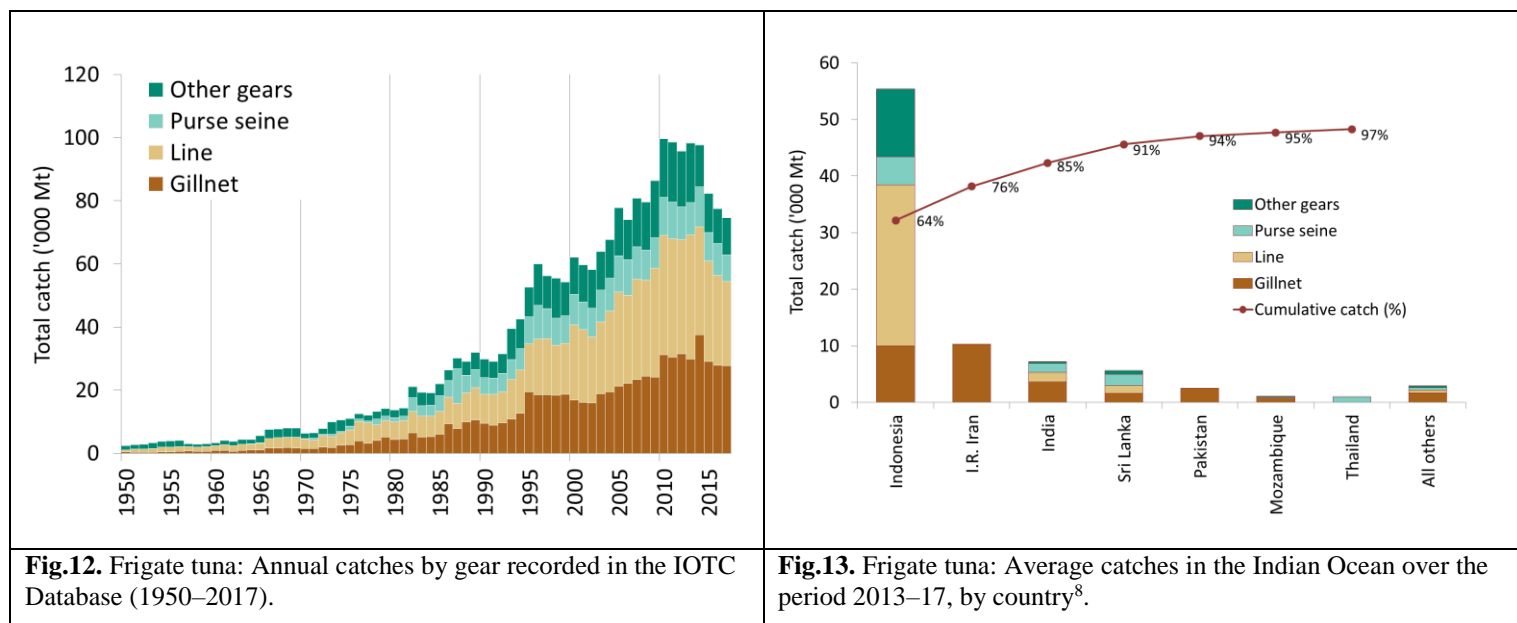 120
100
80
60
40
20
0
Total catch ('000 Mt)
Other gears
Purse seine
Line
Gillnet
1950
1955
1960
1965
1970
1975
1980
1985
1990
1995
2000
2005
2010
2015
Fig.12. Frigate tuna: Annual catches by gear recorded in the IOTC
Database (1950–2017).
60
50
40
30
20
10
0
Total catch ('000 Mt)
64%
76%
85%
91%
94%
95%
97%
Other gears
Purse seine
Line
Gillnet
Cumulative catch (%)
Indonesia
I.R. Iran
India
Sri Lanka
Pakistan
Mozambique
Thailand
All others
Fig.13. Frigate tuna: Average catches in the Indian Ocean over the
period 2013–17, by country⁸.